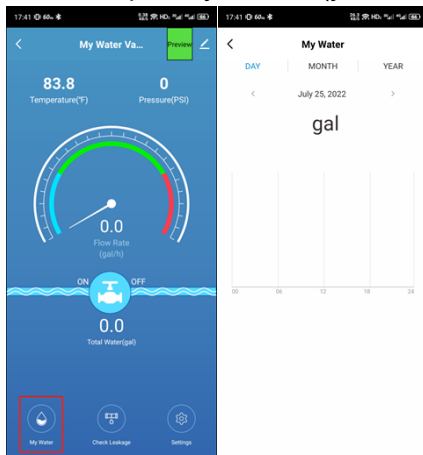 17:41
My Water Va...
Preview
83.8
Temperature(°F)
0
Pressure(PSI)
0.0
Flow Rate
(gal/h)
ON
OFF
0.0
Total Water(gal)
My Water
Check Leakage
Settings
17:41
My Water
DAY
MONTH
YEAR
July 25, 2022
gal
00
06
12
18
24